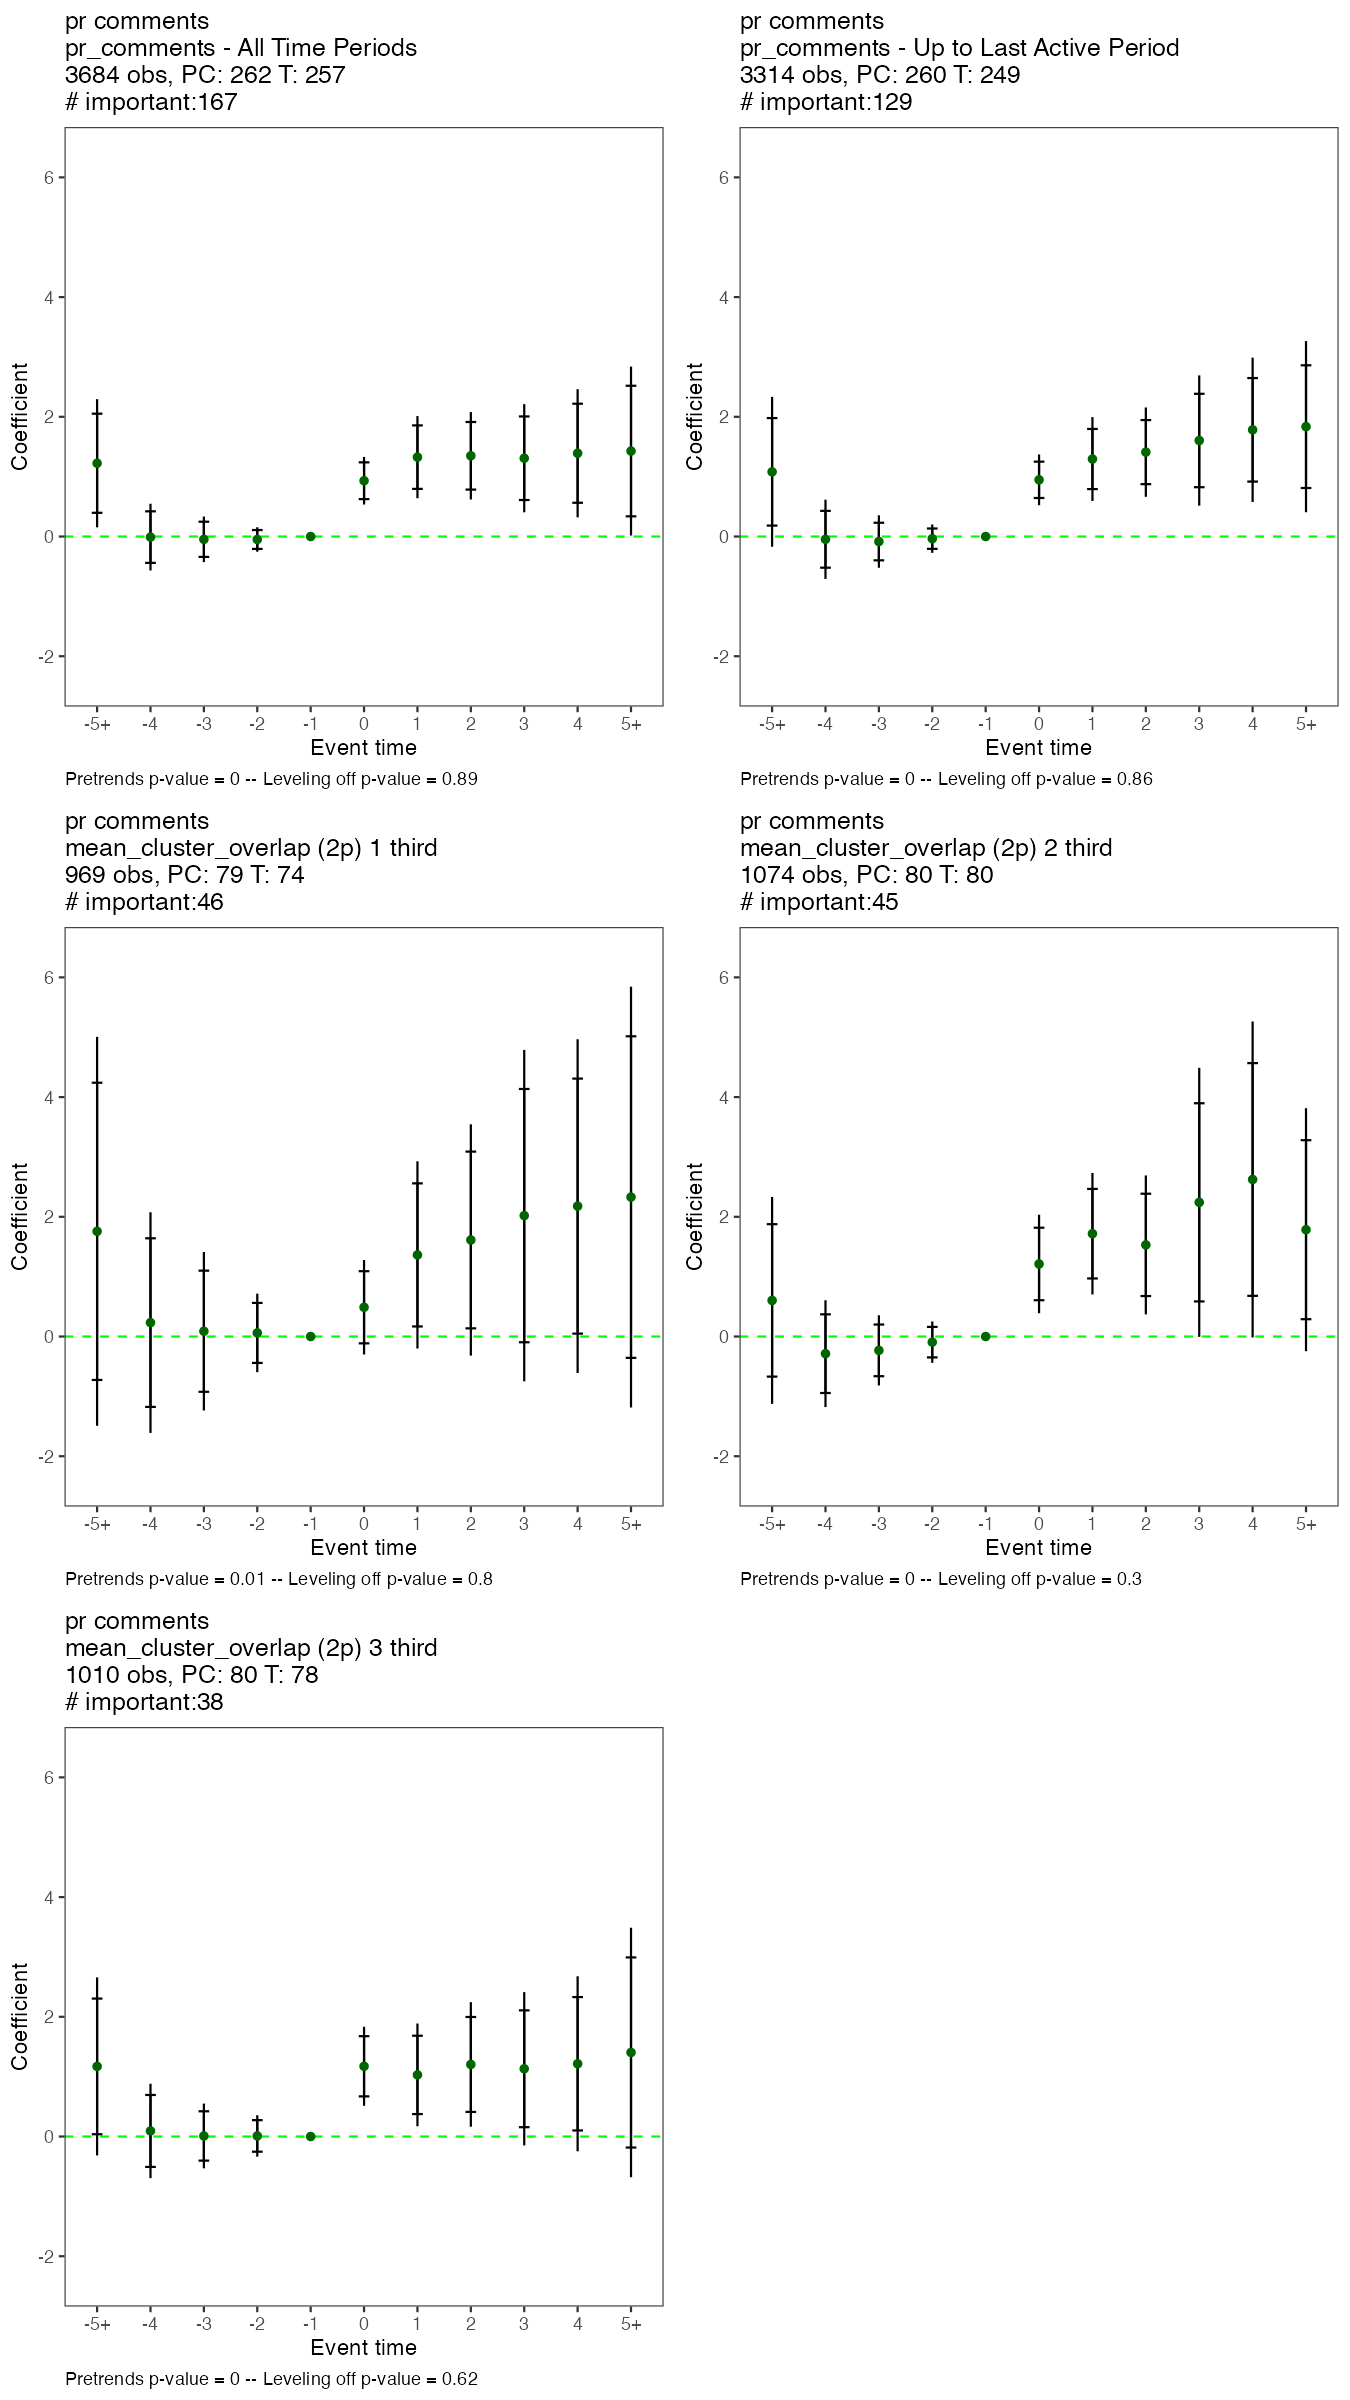 pr comments
pr_comments - All Time Periods
3684 obs, PC: 262 T: 257
# important:167
6
4
2
0
-2
Coefficient
-5+ -4 -3 -2 -1 0 1 2 3 4 5+
Event time
Pretrends p-value = 0 -- Leveling off p-value = 0.89
pr comments
pr_comments - Up to Last Active Period
3314 obs, PC: 260 T: 249
# important:129
6
4
2
0
-2
Coefficient
-5+ -4 -3 -2 -1 0 1 2 3 4 5+
Event time
Pretrends p-value = 0 -- Leveling off p-value = 0.86
pr comments
mean_cluster_overlap (2p) 1 third
969 obs, PC: 79 T: 74
# important:46
6
4
2
0
-2
Coefficient
-5+ -4 -3 -2 -1 0 1 2 3 4 5+
Event time
Pretrends p-value = 0.01 -- Leveling off p-value = 0.8
pr comments
mean_cluster_overlap (2p) 2 third
1074 obs, PC: 80 T: 80
# important:45
6
4
2
0
-2
Coefficient
-5+ -4 -3 -2 -1 0 1 2 3 4 5+
Event time
Pretrends p-value = 0 -- Leveling off p-value = 0.3
pr comments
mean_cluster_overlap (2p) 3 third
1010 obs, PC: 80 T: 78
# important:38
6
4
2
0
-2
Coefficient
-5+ -4 -3 -2 -1 0 1 2 3 4 5+
Event time
Pretrends p-value = 0 -- Leveling off p-value = 0.62